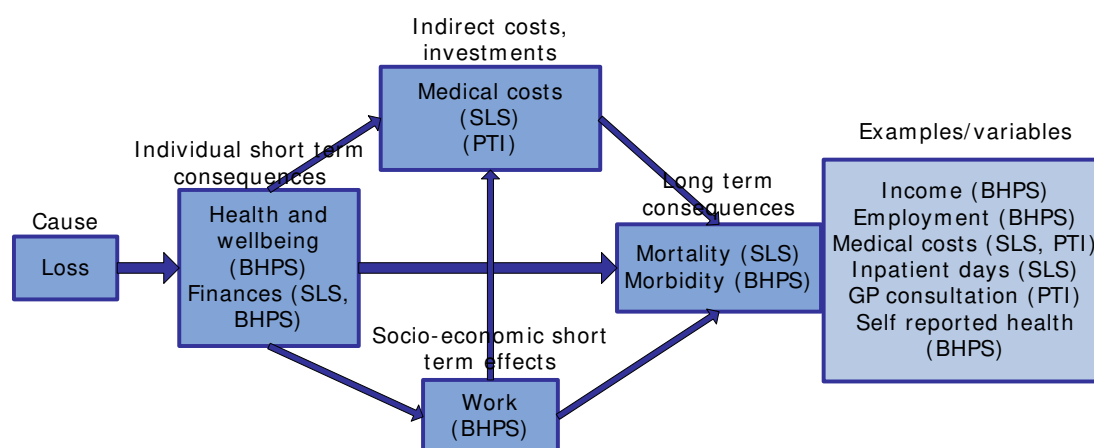 Cause
Loss
Individual short term
consequences
Health and
wellbeing
(BHPS)
Finances (SLS,
BHPS)
Indirect costs,
investments
Medical costs
(SLS)
(PTI)
Socio-economic short
term effects
Work
(BHPS)
Long term
consequences
Mortality (SLS)
Morbidity (BHPS)
Examples/variables
Income (BHPS)
Employment (BHPS)
Medical costs (SLS, PTI)
Inpatient days (SLS)
GP consultation (PTI)
Self reported health
(BHPS)